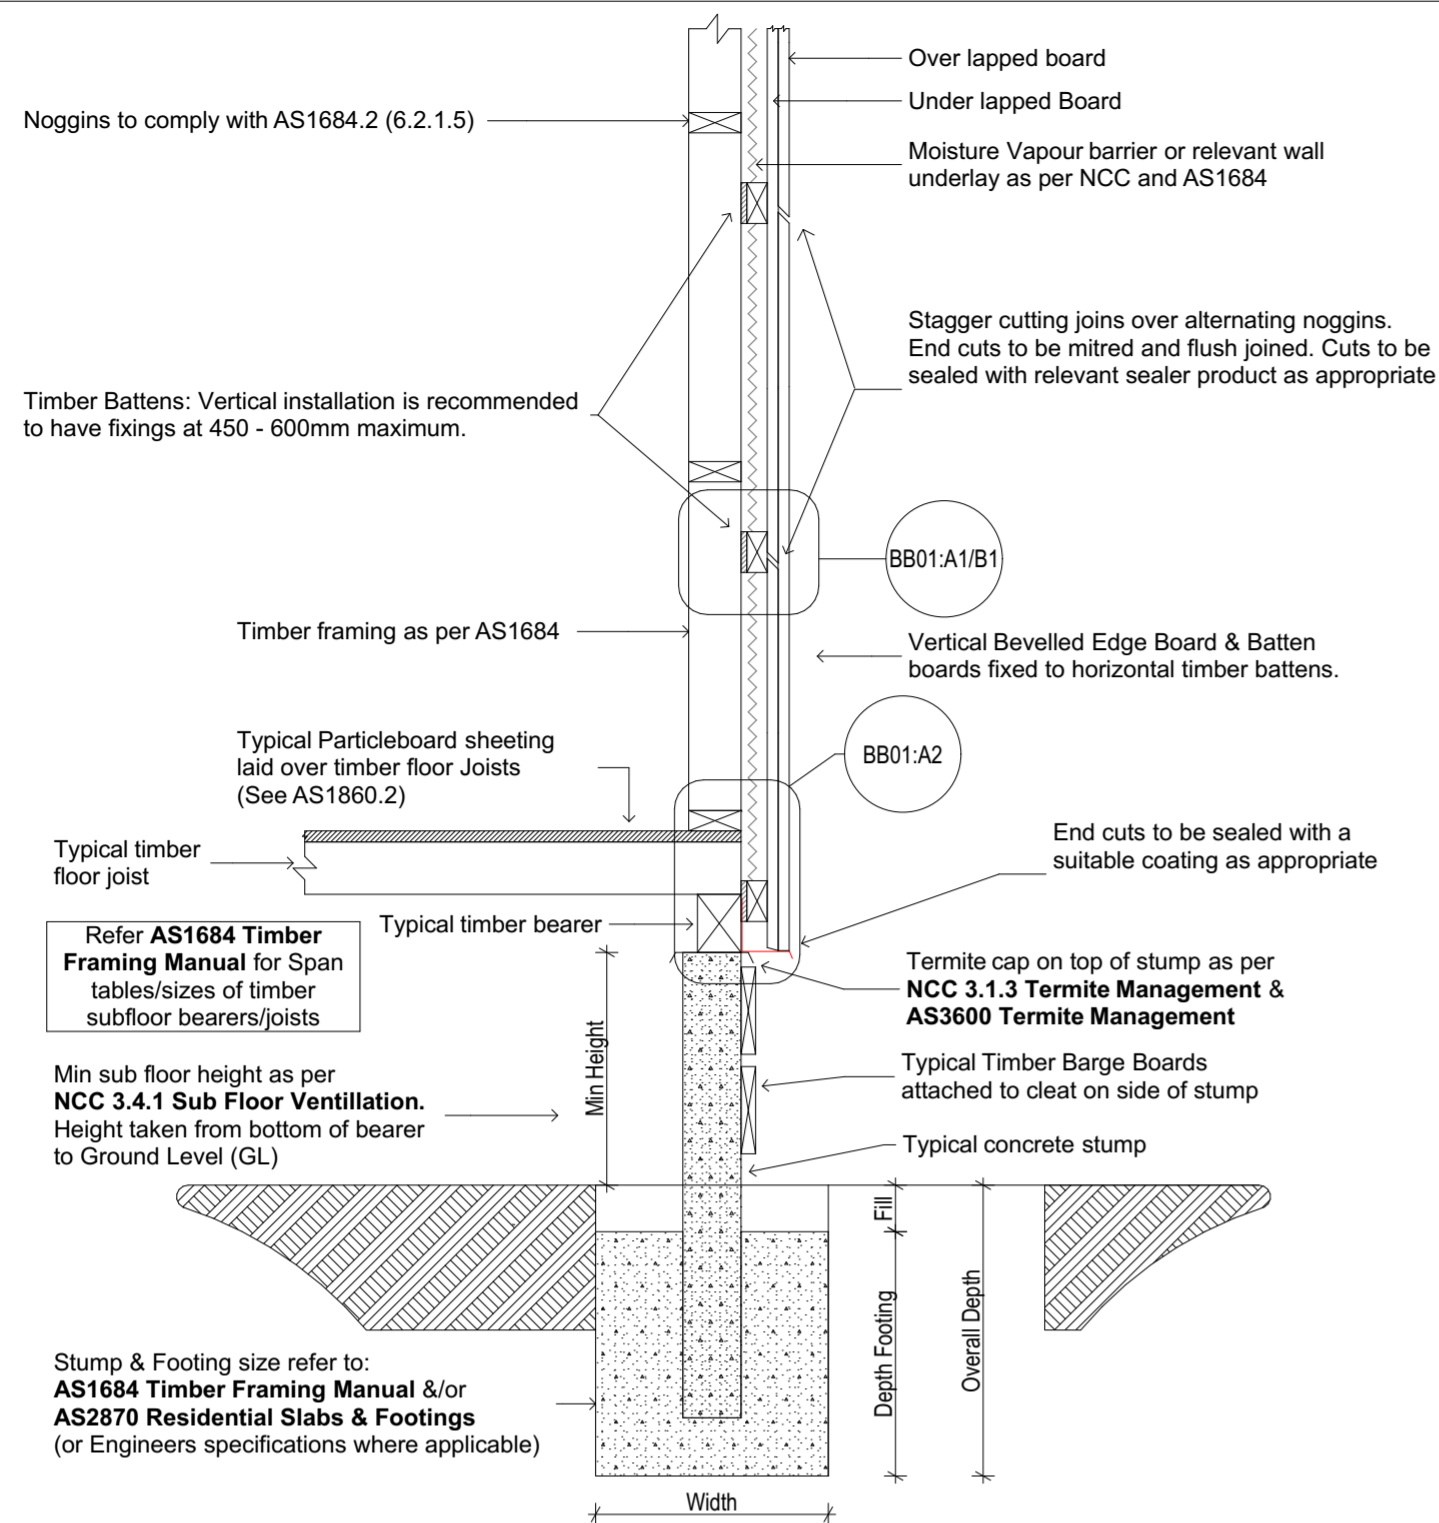 Over lapped board
Under lapped Board
Noggins to comply with AS1684.2 (6.2.1.5)
Moisture Vapour barrier or relevant wall
underlay as per NCC and AS1684
Stagger cutting joins over alternating noggins.
End cuts to be mitred and flush joined. Cuts to be
sealed with relevant sealer product as appropriate
Timber Battens: Vertical installation is recommended
to have fixings at 450 - 600mm maximum.
BB01:A1/B1
Timber framing as per AS1684
Vertical Bevelled Edge Board & Batten
boards fixed to horizontal timber battens.
Typical Particleboard sheeting
laid over timber floor Joists
(See AS1860.2)
BB01:A2
Typical timber
floor joist
End cuts to be sealed with a
suitable coating as appropriate
Typical timber bearer
Refer AS1684 Timber
Framing Manual for Span
tables/sizes of timber
subfloor bearers/joists
Termite cap on top of stump as per
NCC 3.1.3 Termite Management &
AS3600 Termite Management
Min Height
Typical Timber Barge Boards
attached to cleat on side of stump
Min sub floor height as per
NCC 3.4.1 Sub Floor Ventillation.
Height taken from bottom of bearer
to Ground Level (GL)
Typical concrete stump
Fill
Depth Footing
Overall Depth
Stump & Footing size refer to:
AS1684 Timber Framing Manual &/or
AS2870 Residential Slabs & Footings
(or Engineers specifications where applicable)
Width